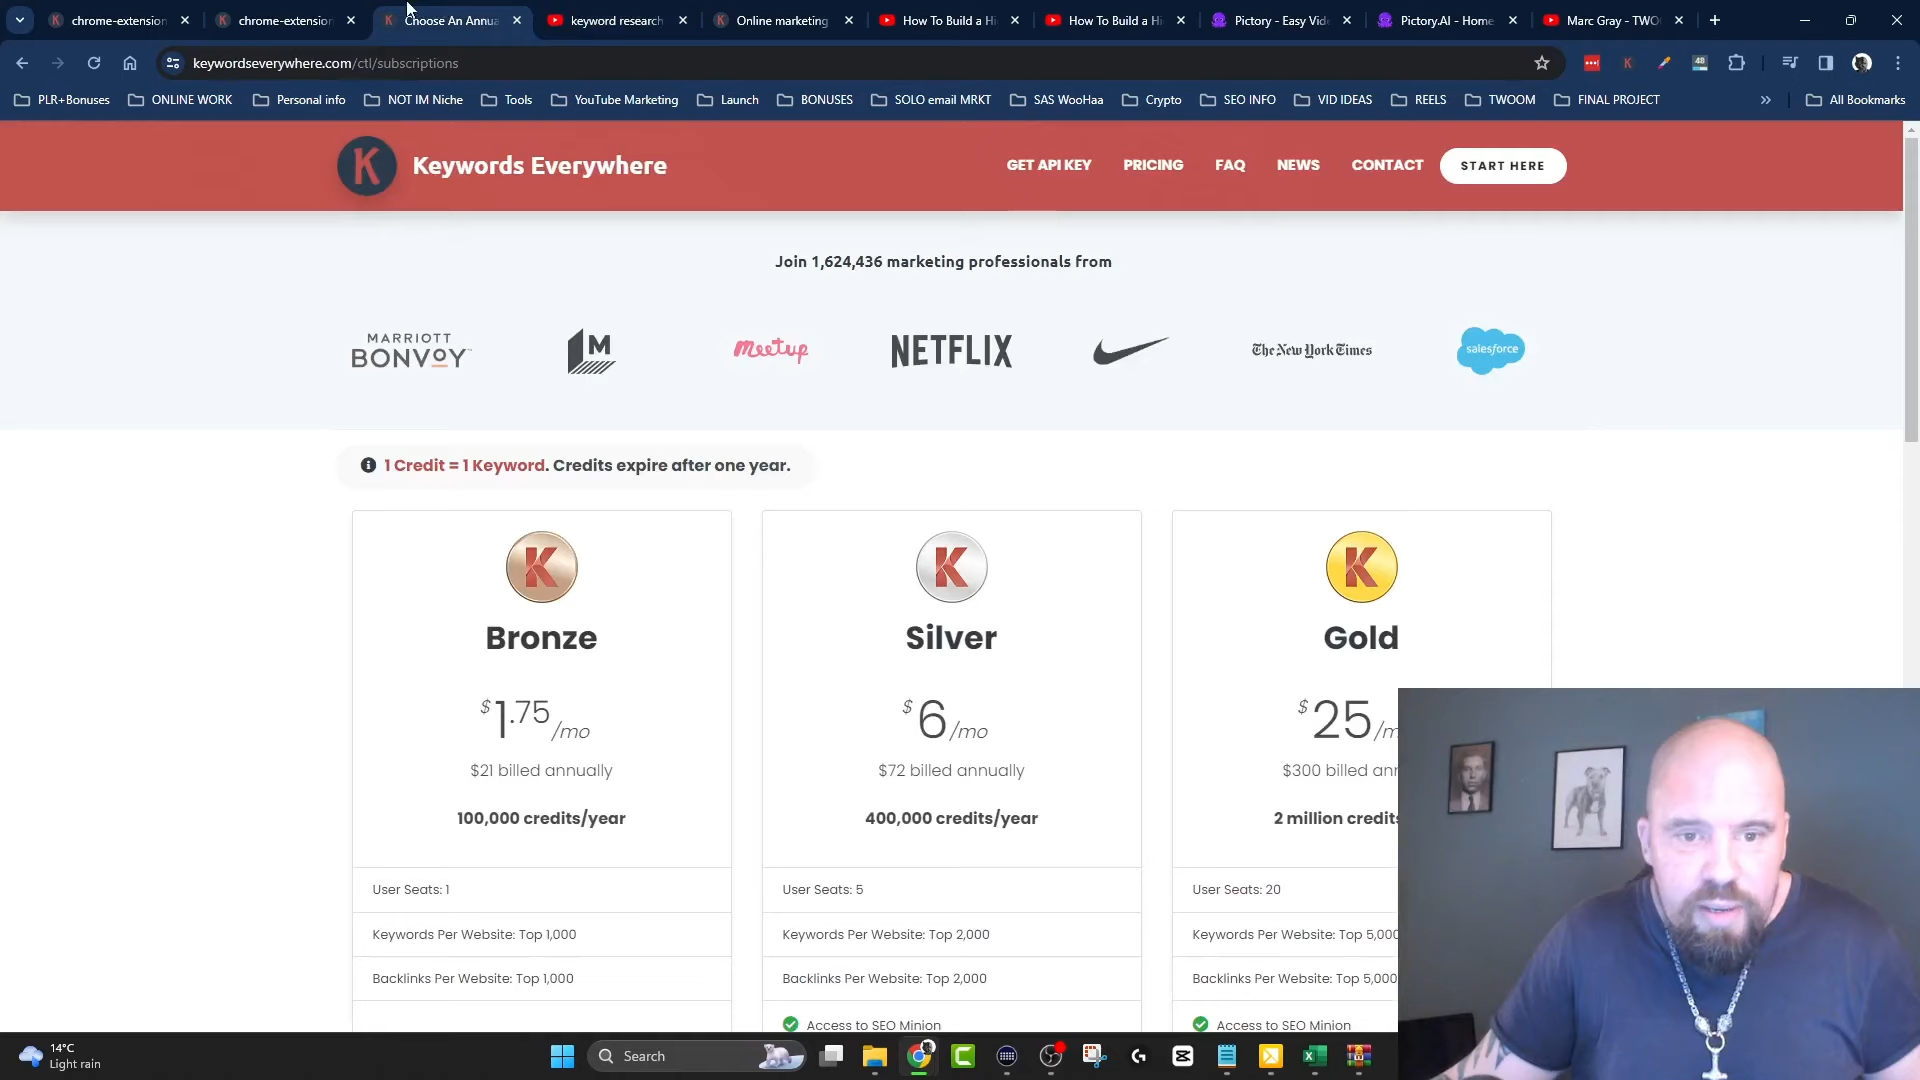 chrome-extension
chrome-extension
Choose An Annua
keyword research
Online marketing
How To Build a Hi
How To Build a Hi
Pictory - Easy Vid
Pictory.AI - Home
Marc Gray - TWO
keywordseverywhere.com/ctl/subscriptions
K
48
PLR+Bonuses
ONLINE WORK
Personal info
NOT IM Niche
Tools
YouTube Marketing
Launch
BONUSES
SOLO email MRKT
SAS WooHaa
Crypto
SEO INFO
VID IDEAS
REELS
TWOOM
FINAL PROJECT
All Bookmarks
K
Keywords Everywhere
GET API KEY
PRICING
FAQ
NEWS
CONTACT
START HERE
Join 1,624,436 marketing professionals from
MARRIOTT
BONVOY
M
meetup
NETFLIX
The New York Times
salesforce
1 Credit = 1 Keyword. Credits expire after one year.
K
Bronze
$1.75/mo
$21 billed annually
100,000 credits/year
User Seats: 1
Keywords Per Website: Top 1,000
Backlinks Per Website: Top 1,000
K
Silver
$6/mo
$72 billed annually
400,000 credits/year
User Seats: 5
Keywords Per Website: Top 2,000
Backlinks Per Website: Top 2,000
Access to SEO Minion
K
Gold
$25/m
$300 billed ann
2 million credits
User Seats: 20
Keywords Per Website: Top 5,000
Backlinks Per Website: Top 5,000
Access to SEO Minion
14°C
Light rain
Search